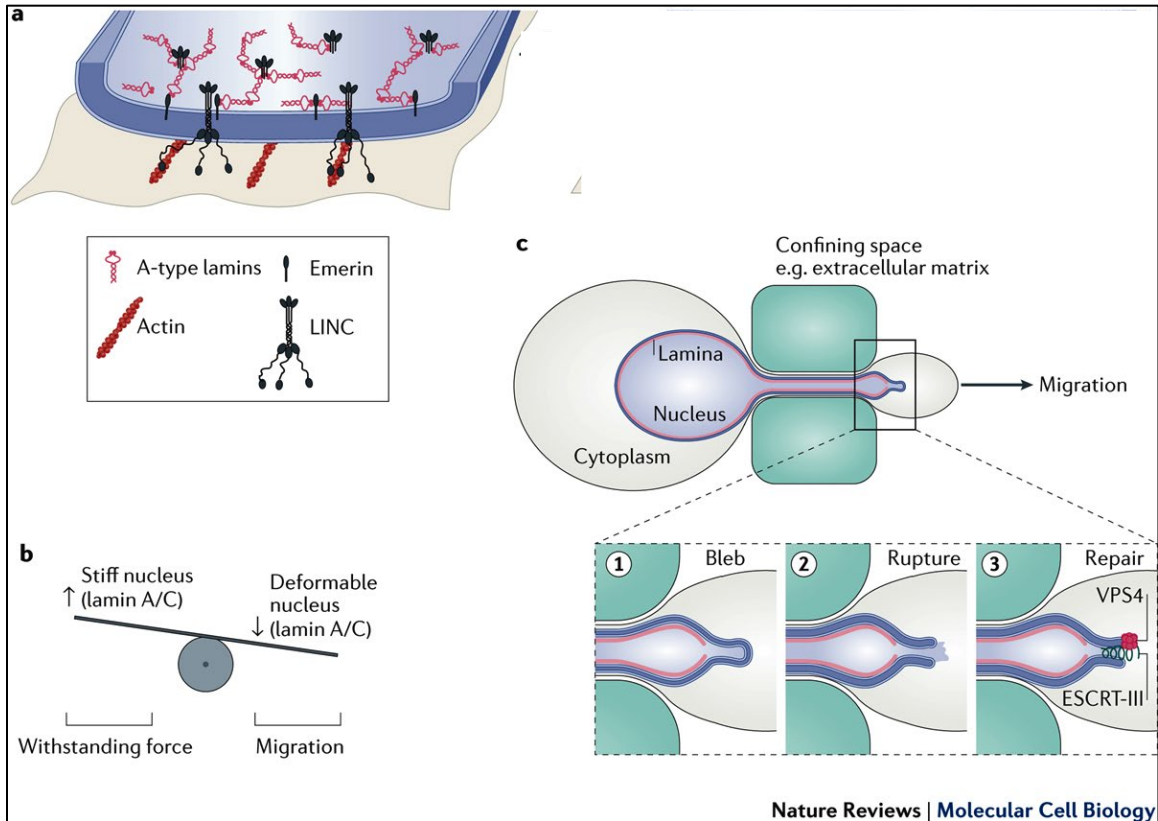 a
A-type lamins
Emerin
Actin
LINC
b
↑ Stiff nucleus
(lamin A/C)
Deformable
nucleus
↓ (lamin A/C)
Withstanding force
Migration
c
Confining space
e.g. extracellular matrix
Lamina
Nucleus
Cytoplasm
Migration
1
Bleb
2
Rupture
3
Repair
VPS4
ESCRT-III
Nature Reviews | Molecular Cell Biology